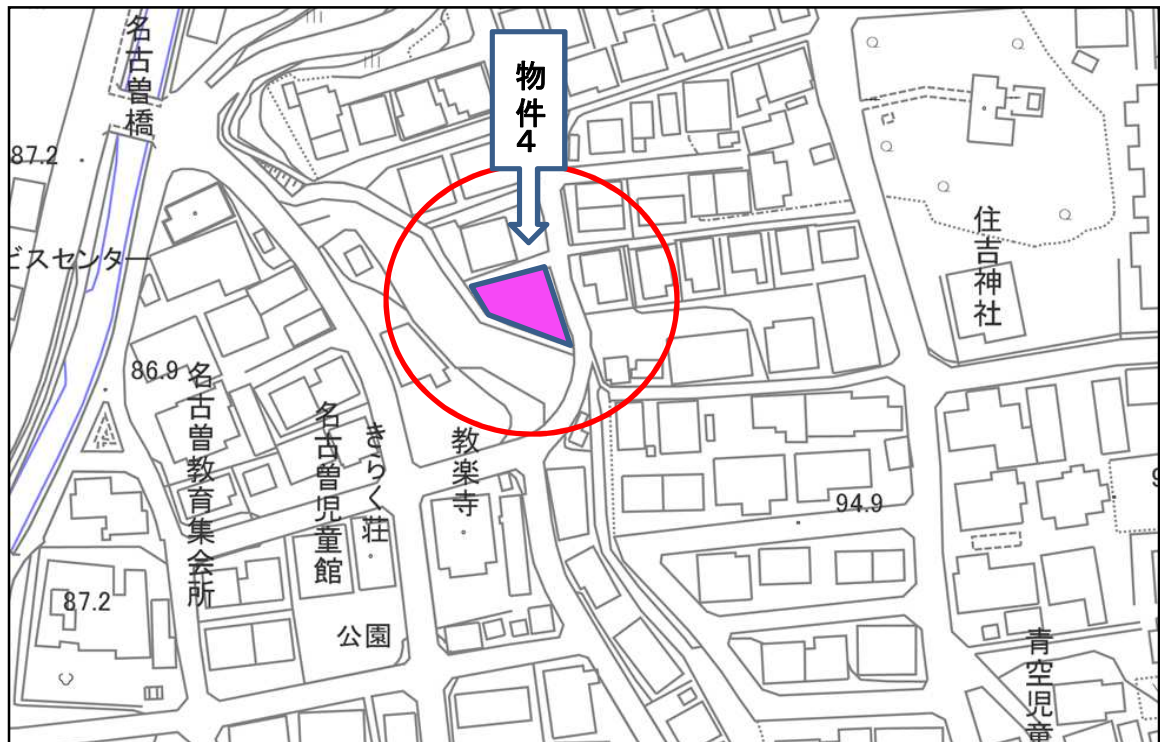 名古曽橋
物件4
87.2
住吉神社
ビスセンター
86.9
名古曽教育集会所
名古曽児童館
きらく荘
教楽寺
94.9
87.2
公園
青空児童